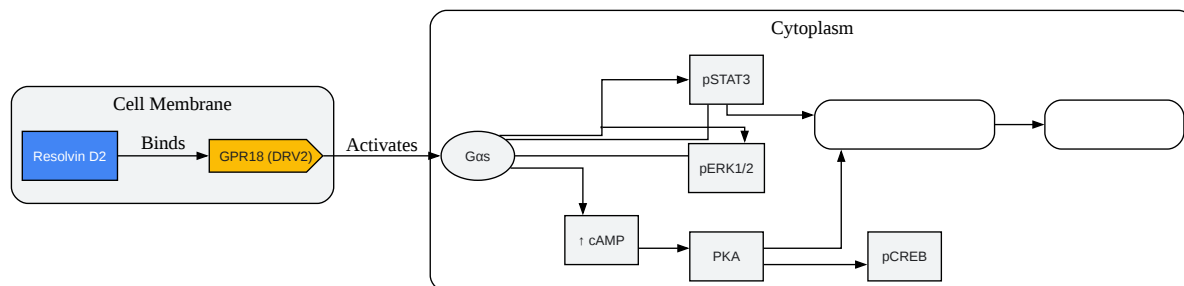 Cytoplasm
pSTAT3
Cell Membrane
Resolvin D2
Binds
GPR18 (DRV2)
Activates
Gαs
pERK1/2
↑ cAMP
PKA
pCREB